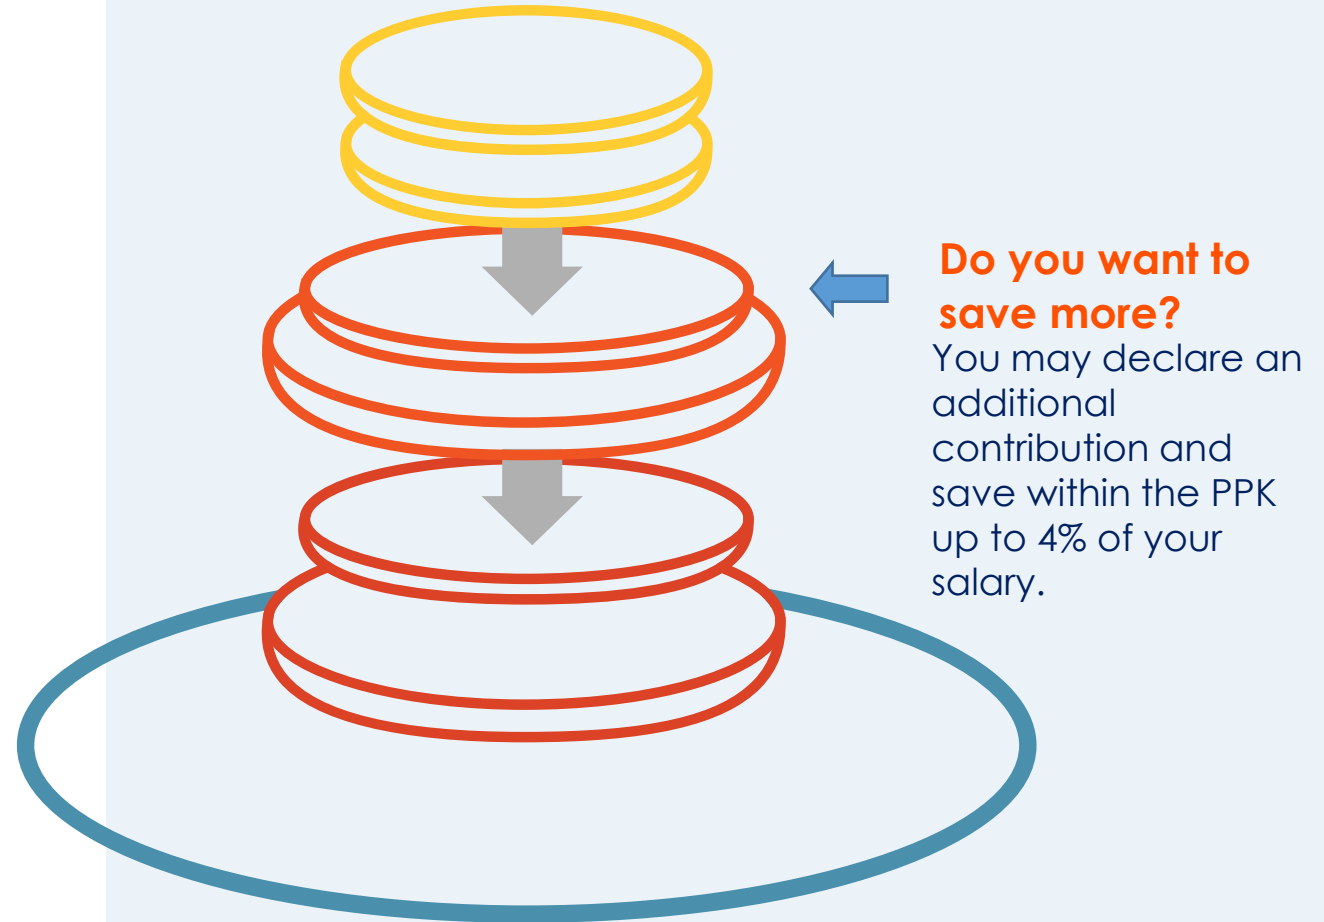 Do you want to
save more?
You may declare an
additional
contribution and
save within the PPK
up to 4% of your
salary.